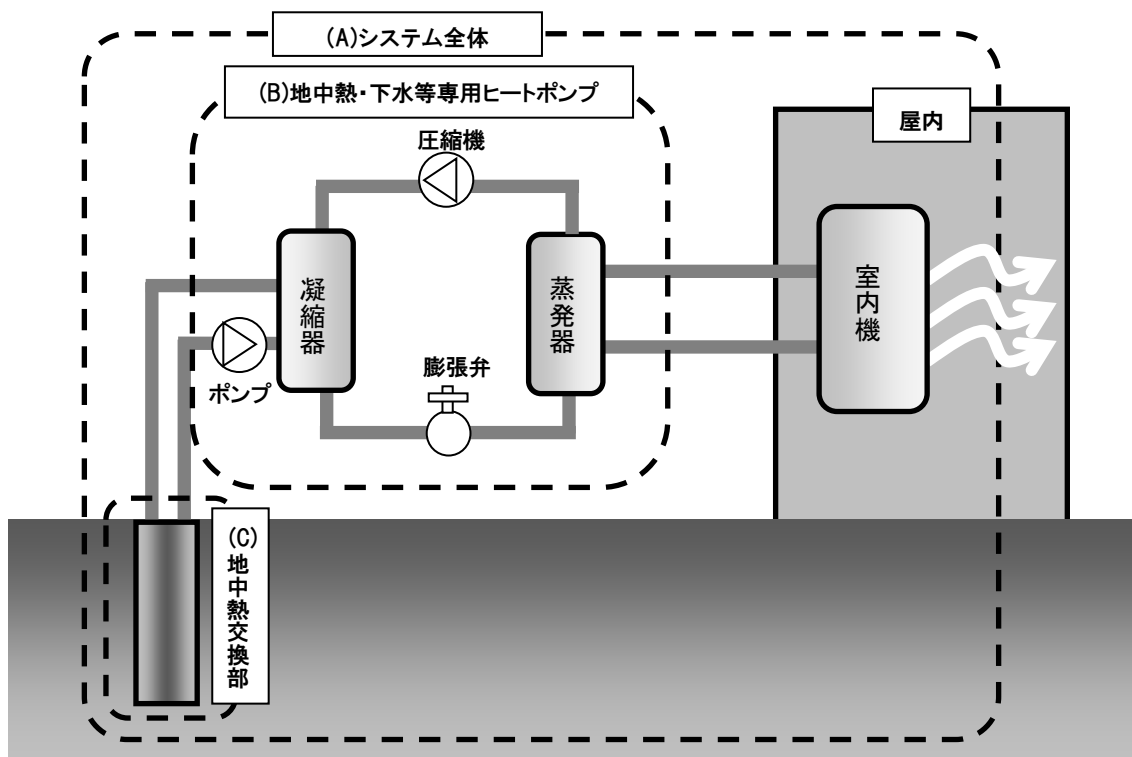 (A)システム全体
(B)地中熱・下水等専用ヒートポンプ
屋内
圧縮機
凝縮器
蒸発器
室内機
ポンプ
膨張弁
(C)
地中熱交換部